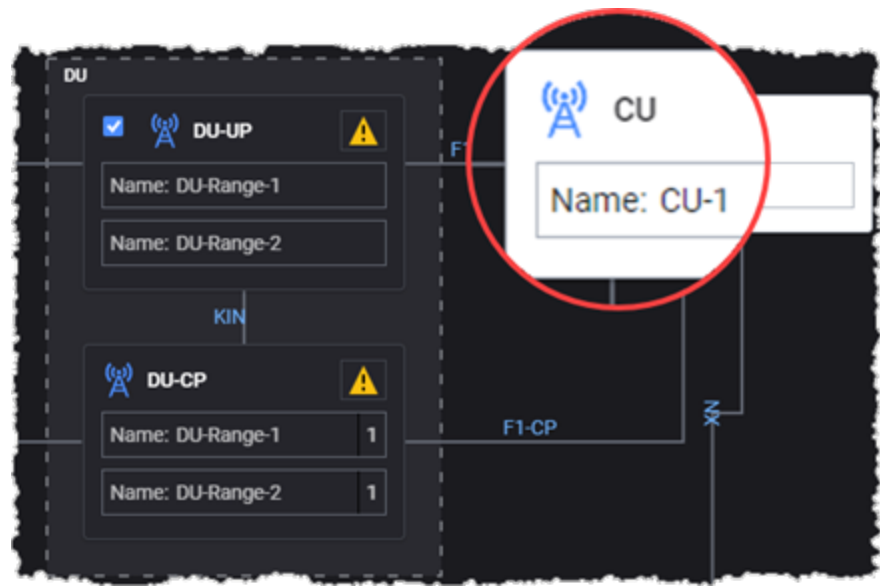 DU
DU-UP
Name: DU-Range-1
Name: DU-Range-2
KIN
DU-CP
Name: DU-Range-1 1
Name: DU-Range-2 1
CU
Name: CU-1
F1-CP